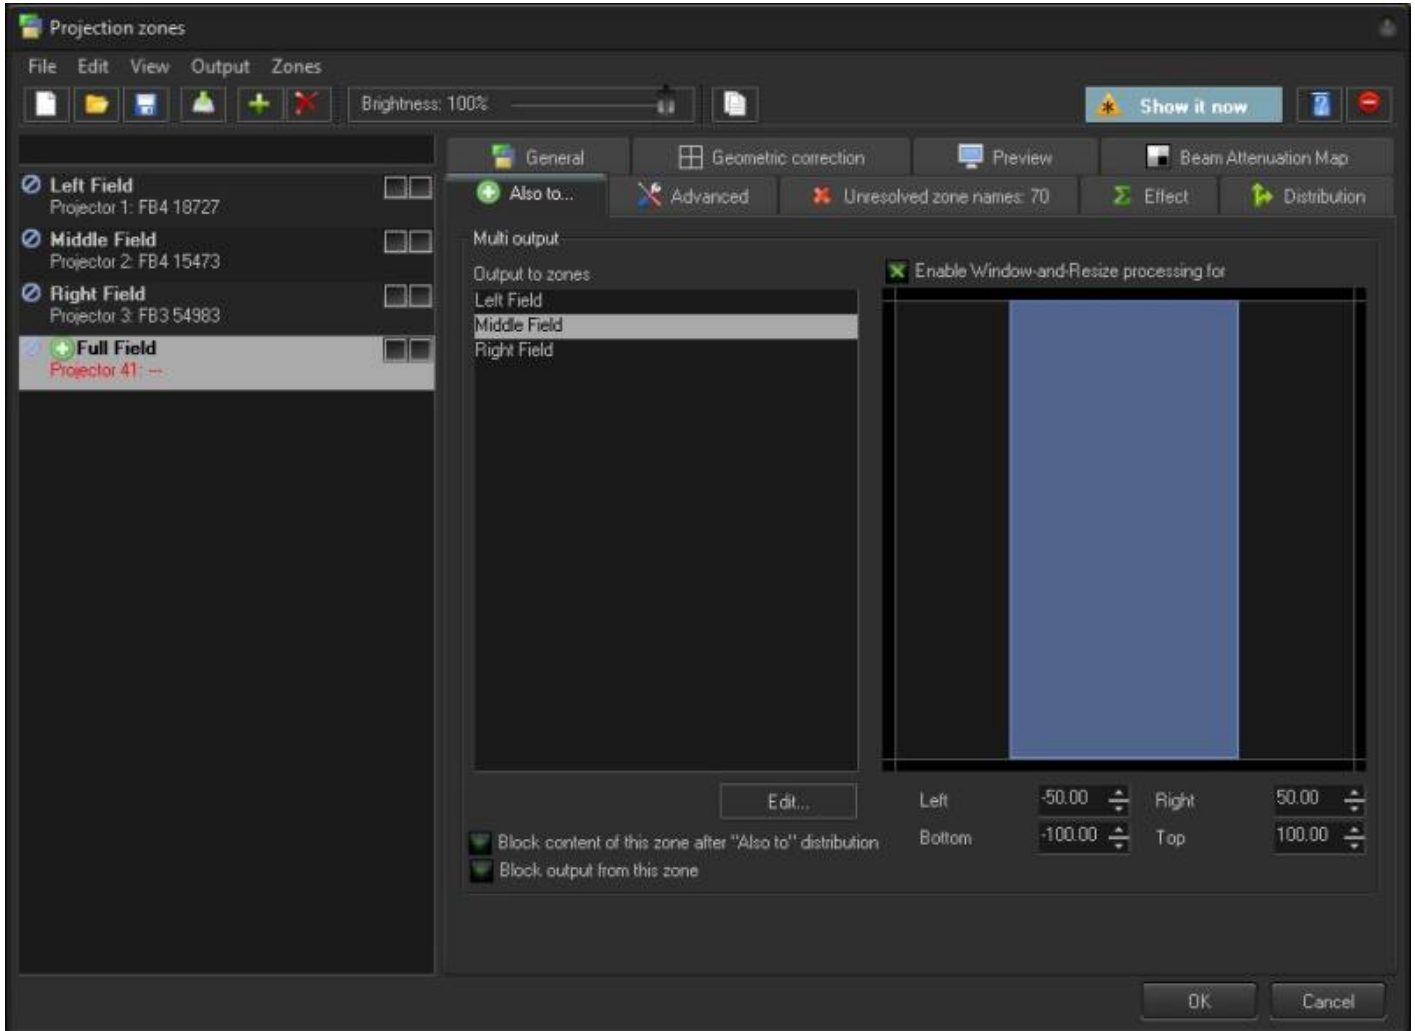 Projection zones
File Edit View Output Zones
Brightness: 100%
Show it now
General Geometric correction Preview Beam Attenuation Map
Also to... Advanced Unresolved zone names: 70 Effect Distribution
Left Field
Projector 1: FB4 18727
Middle Field
Projector 2: FB4 15473
Right Field
Projector 3: FB3 54983
Full Field
Projector 41: ---
Multi output
Output to zones
Left Field
Middle Field
Right Field
Enable Window-and-Resize processing for
Edit...
Left -50.00 Right 50.00
Bottom -100.00 Top 100.00
Block content of this zone after "Also to" distribution
Block output from this zone
OK Cancel